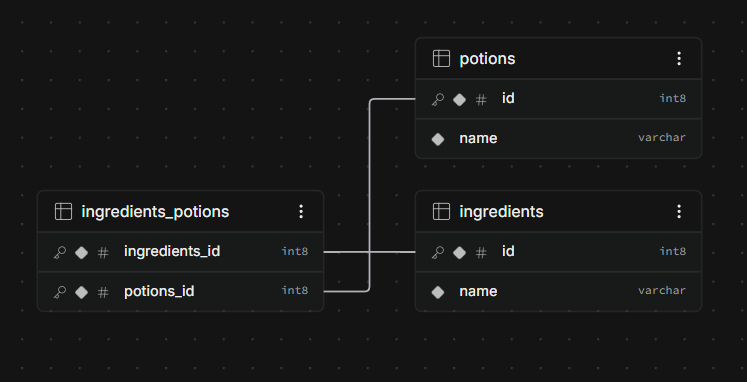 potions
# id int8
name varchar
ingredients_potions
# ingredients_id int8
# potions_id int8
ingredients
# id int8
name varchar